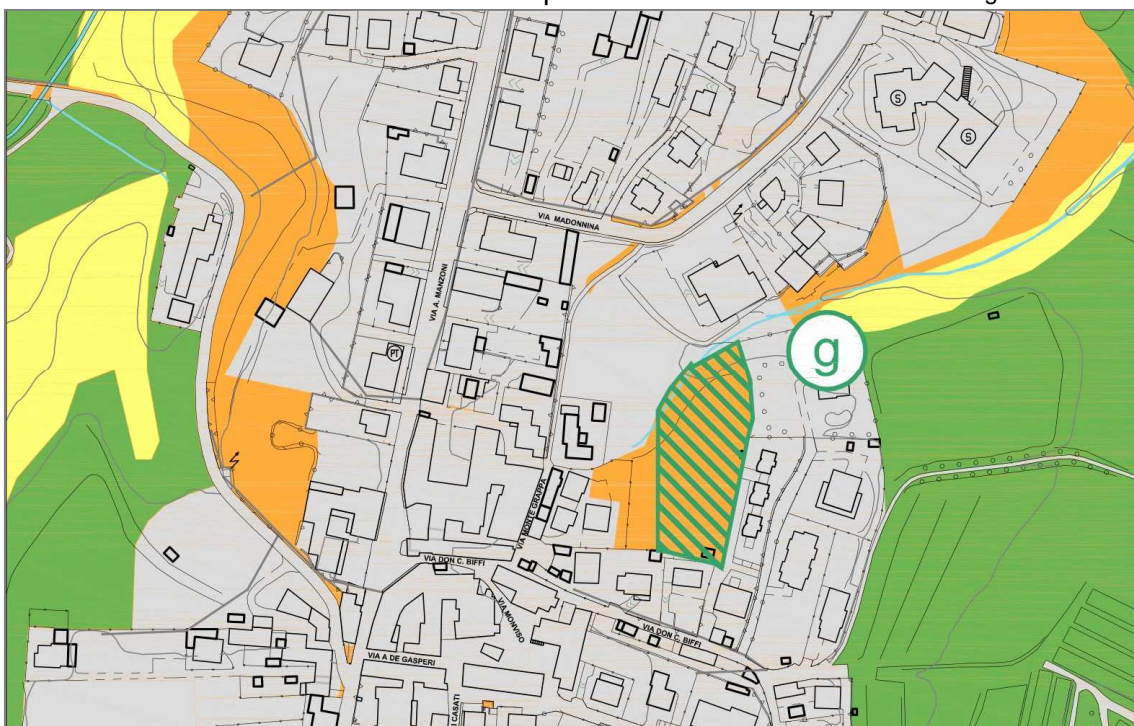 S
S
VIA MADONNINA
VIA A. MANZONI
g
PT
VIA MONTE GRAPPA
VIA DON C. BIFFI
VIA MONVISO
VIA DON C. BIFFI
VIA A DE GASPERI
I CASATI